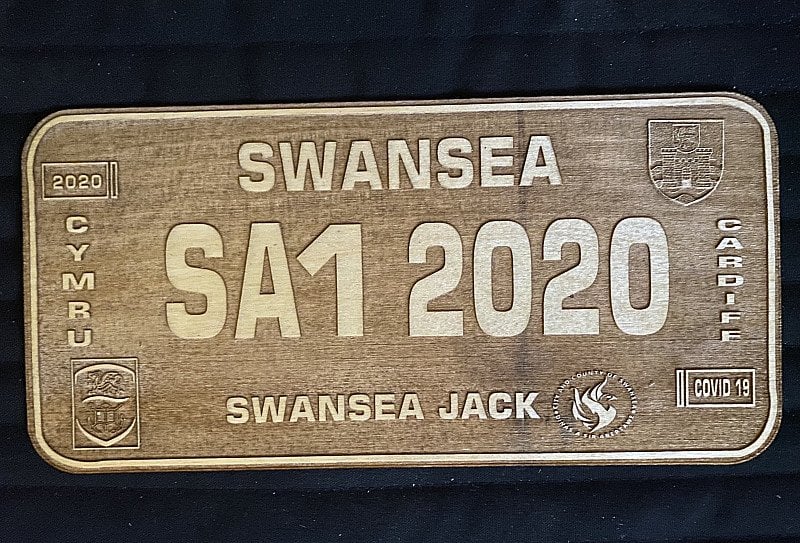 SWANSEA
2020
CYMRU
SA1 2020
CARDIFF
SWANSEA JACK
COVID 19